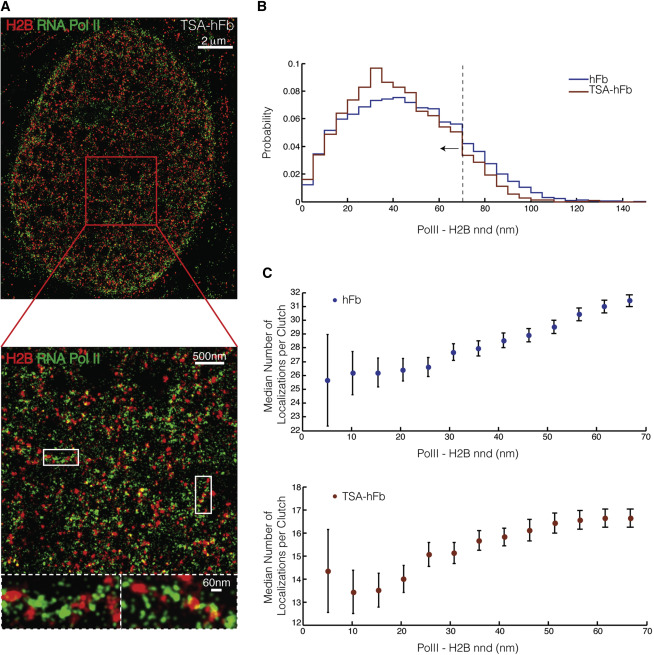 A
H2B RNA Pol II TSA-hFb
2 µm
H2B RNA Pol II
500nm
60nm
B
hFb
TSA-hFb
0.1
0.08
0.06
0.04
0.02
0
Probability
0 20 40 60 80 100 120 140
PolII - H2B nnd (nm)
C
hFb
32
31
30
29
28
27
26
25
24
23
22
Median Number of
Localizations per Clutch
0 10 20 30 40 50 60 70
PolII - H2B nnd (nm)
TSA-hFb
18
17
16
15
14
13
12
Median Number of
Localizations per Clutch
0 10 20 30 40 50 60 70
PolII - H2B nnd (nm)